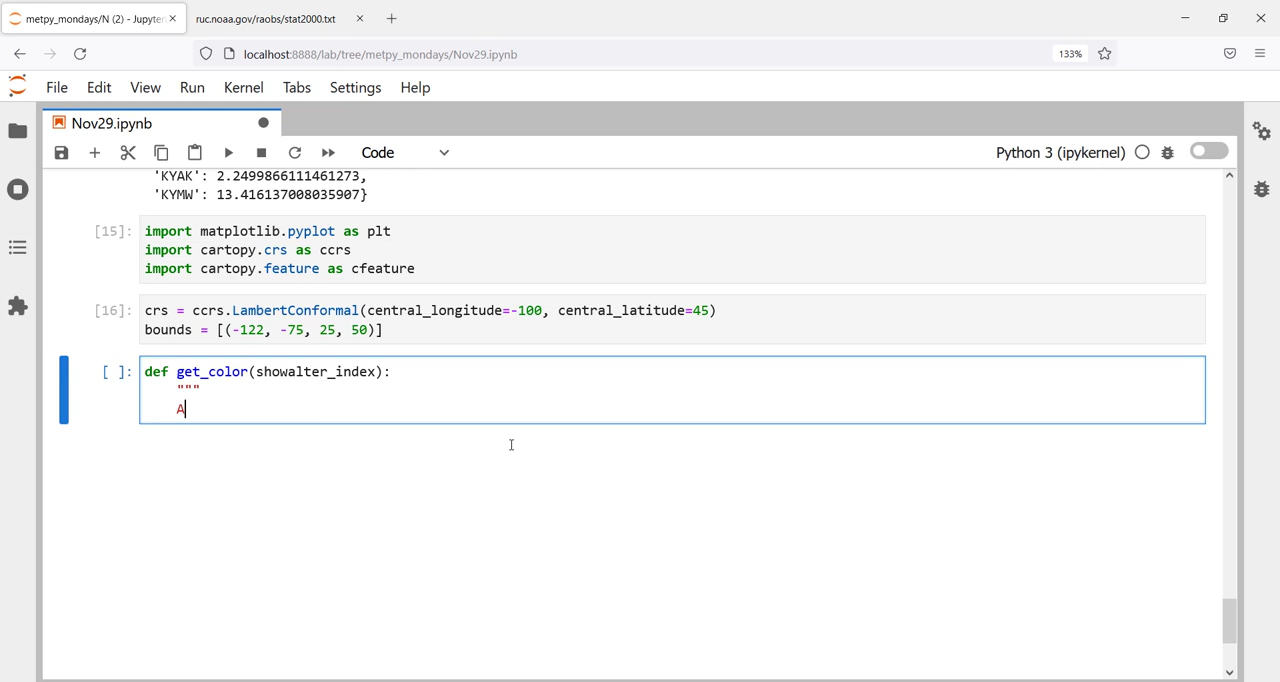 metpy_mondays/N (2) - Jupyter
ruc.noaa.gov/raobs/stat2000.txt
localhost:8888/lab/tree/metpy_mondays/Nov29.ipynb
133%
File Edit View Run Kernel Tabs Settings Help
Nov29.ipynb
Code
Python 3 (ipykernel)
'KYAK': 2.2499866111461273,
'KYMW': 13.416137008035907}
[15]: import matplotlib.pyplot as plt
import cartopy.crs as ccrs
import cartopy.feature as cfeature
[16]: crs = ccrs.LambertConformal(central_longitude=-100, central_latitude=45)
bounds = [(-122, -75, 25, 50)]
[ ]: def get_color(showalter_index):
"""
A